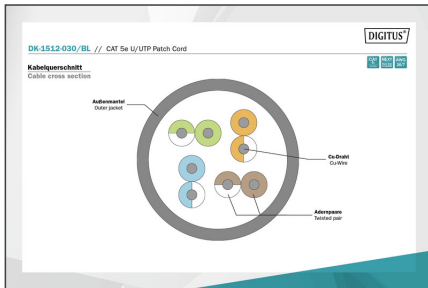 DIGITUS®
DK-1512-030/BL // CAT 5e U/UTP Patch Cord
Kabelquerschnitt
Cable cross section
Außenmantel
Outer jacket
Cu-Draht
Cu-Wire
Adernpaare
Twisted pair